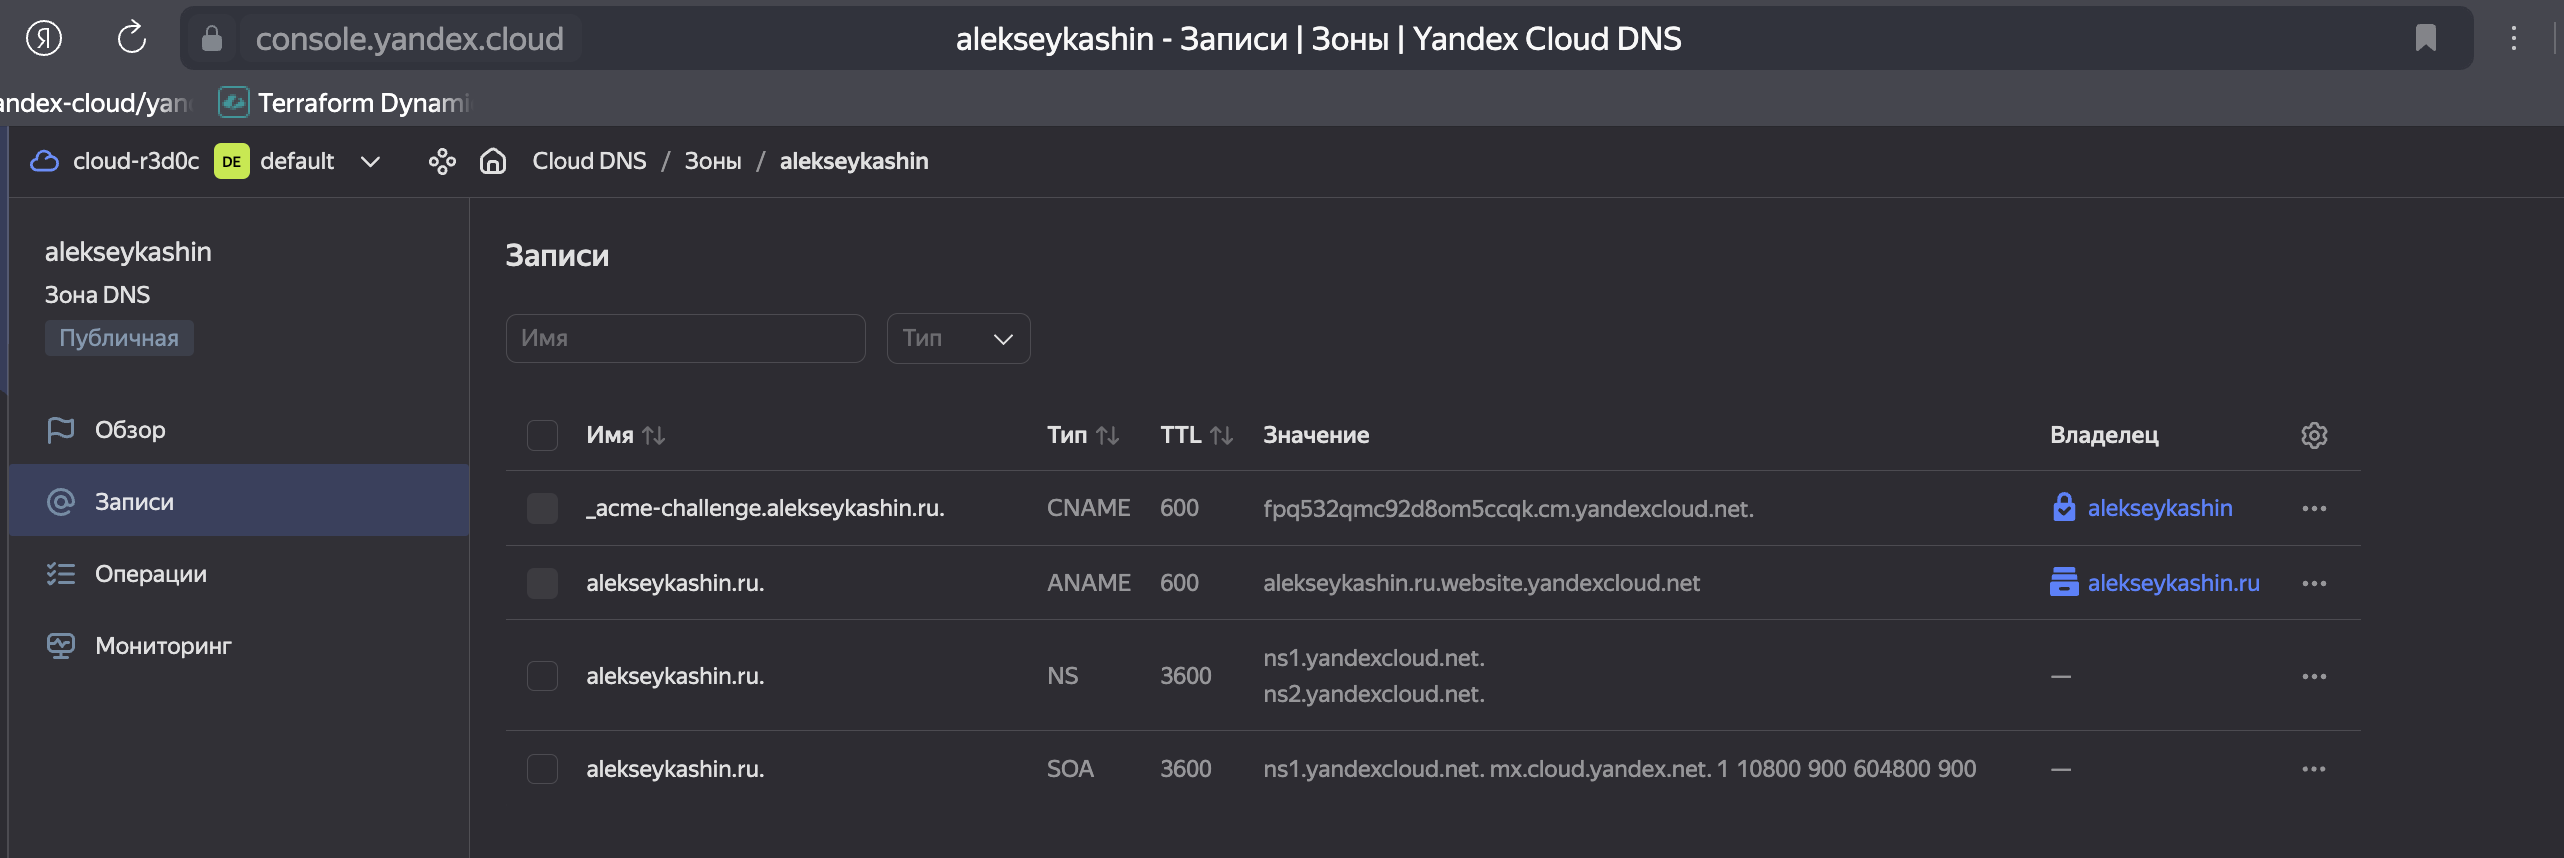 Я console.yandex.cloud alekseykashin - Записи | Зоны | Yandex Cloud DNS
andex-cloud/yan Terraform Dynami
cloud-r3d0c DE default Cloud DNS / Зоны / alekseykashin
alekseykashin
Зона DNS
Публичная
Обзор
Записи
Операции
Мониторинг
Записи
Имя Тип
Имя Тип TTL Значение Владелец
_acme-challenge.alekseykashin.ru. CNAME 600 fpq532qmc92d8om5ccqk.cm.yandexcloud.net. alekseykashin
alekseykashin.ru. ANAME 600 alekseykashin.ru.website.yandexcloud.net alekseykashin.ru
alekseykashin.ru. NS 3600 ns1.yandexcloud.net. —
ns2.yandexcloud.net.
alekseykashin.ru. SOA 3600 ns1.yandexcloud.net. mx.cloud.yandex.net. 1 10800 900 604800 900 —